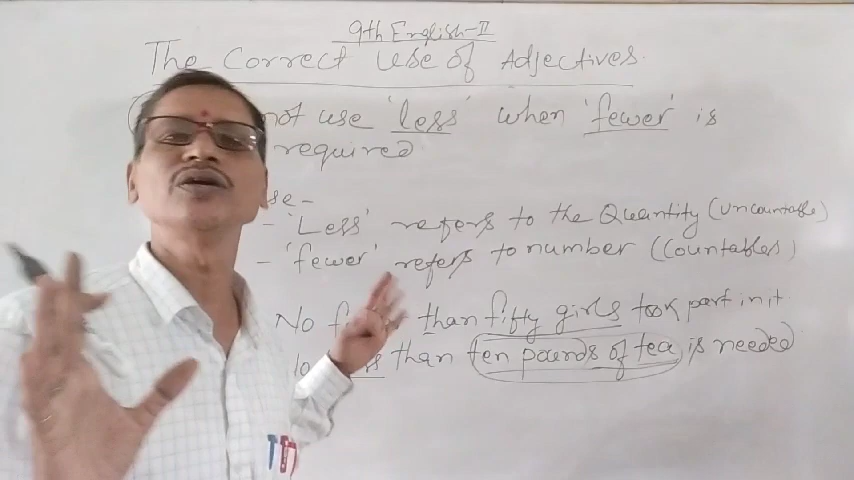 9th English-II
The Correct Use of Adjectives.
not use 'less' when 'fewer' is
required
- 'Less' refers to the Quantity (uncountable)
- 'fewer' refers to number (Countables)
No than fifty girls took part in it
than ten pounds of tea is needed